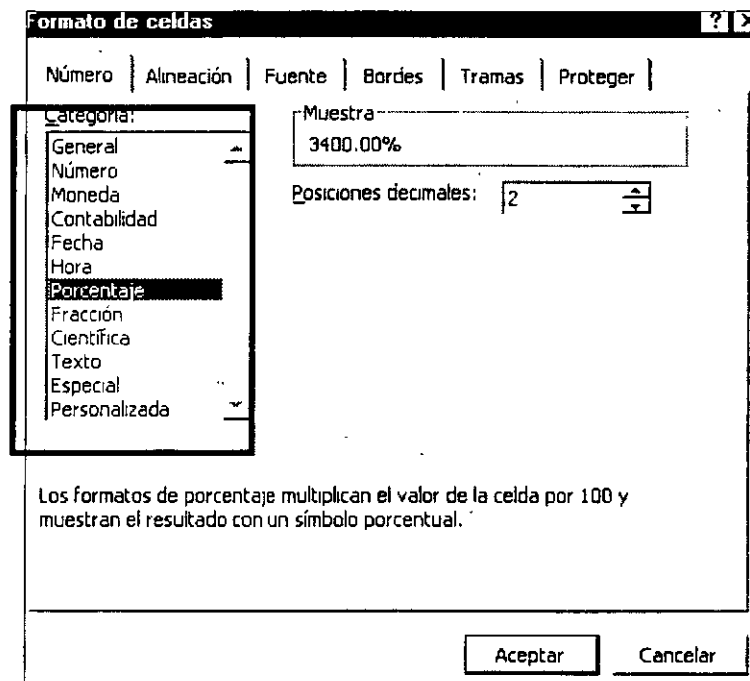 Formato de celdas ? X
Número Alineación Fuente Bordes Tramas Proteger
Categoría:
General
Número
Moneda
Contabilidad
Fecha
Hora
Porcentaje
Fracción
Científica
Texto
Especial
Personalizada
Muestra
3400.00%
Posiciones decimales: 2
Los formatos de porcentaje multiplican el valor de la celda por 100 y
muestran el resultado con un símbolo porcentual.
Aceptar Cancelar